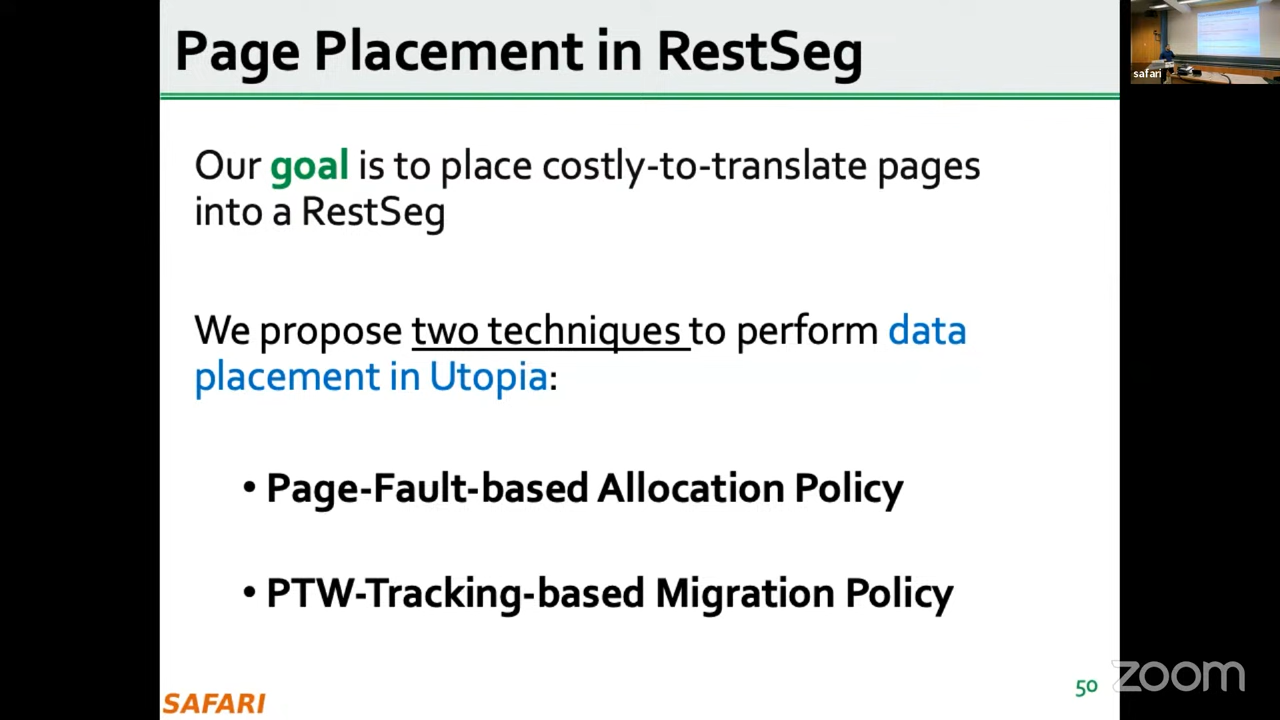 Page Placement in RestSeg
safari
Our goal is to place costly-to-translate pages
into a RestSeg
We propose two techniques to perform data
placement in Utopia:
• Page-Fault-based Allocation Policy
• PTW-Tracking-based Migration Policy
SAFARI
50
zoom